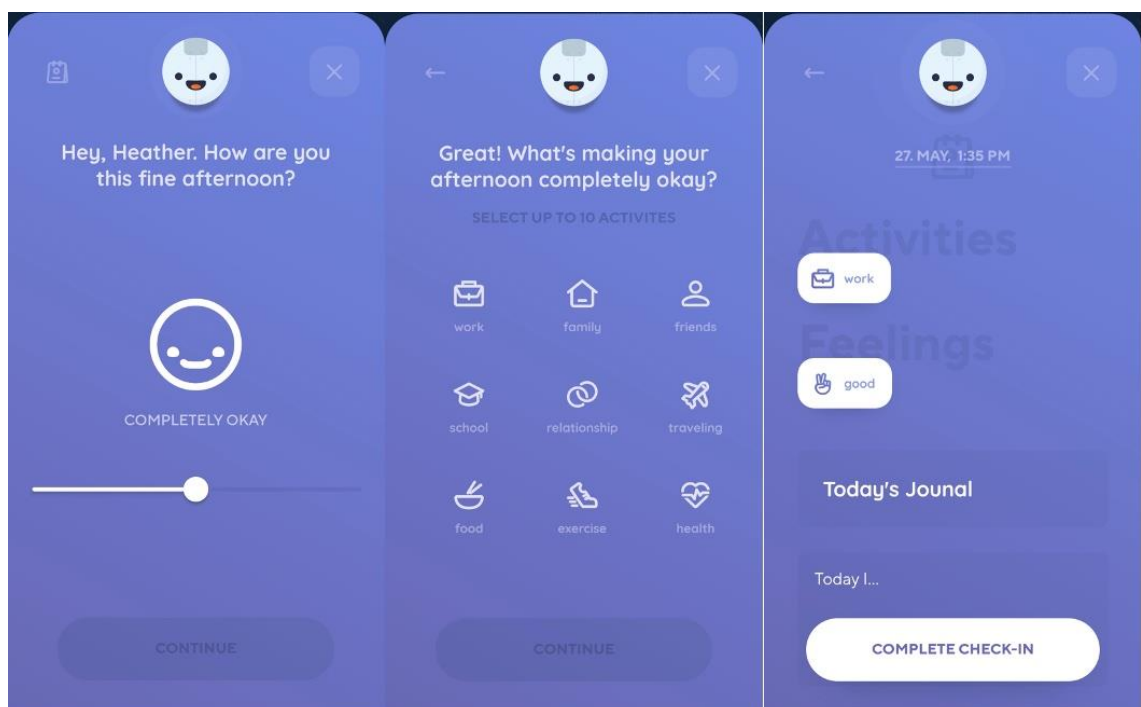 Hey, Heather. How are you
this fine afternoon?
COMPLETELY OKAY
CONTINUE
Great! What's making your
afternoon completely okay?
SELECT UP TO 10 ACTIVITES
work family friends
school relationship traveling
food exercise health
CONTINUE
27. MAY, 1:35 PM
Activities
work
Feelings
good
Today's Jounal
Today I...
COMPLETE CHECK-IN